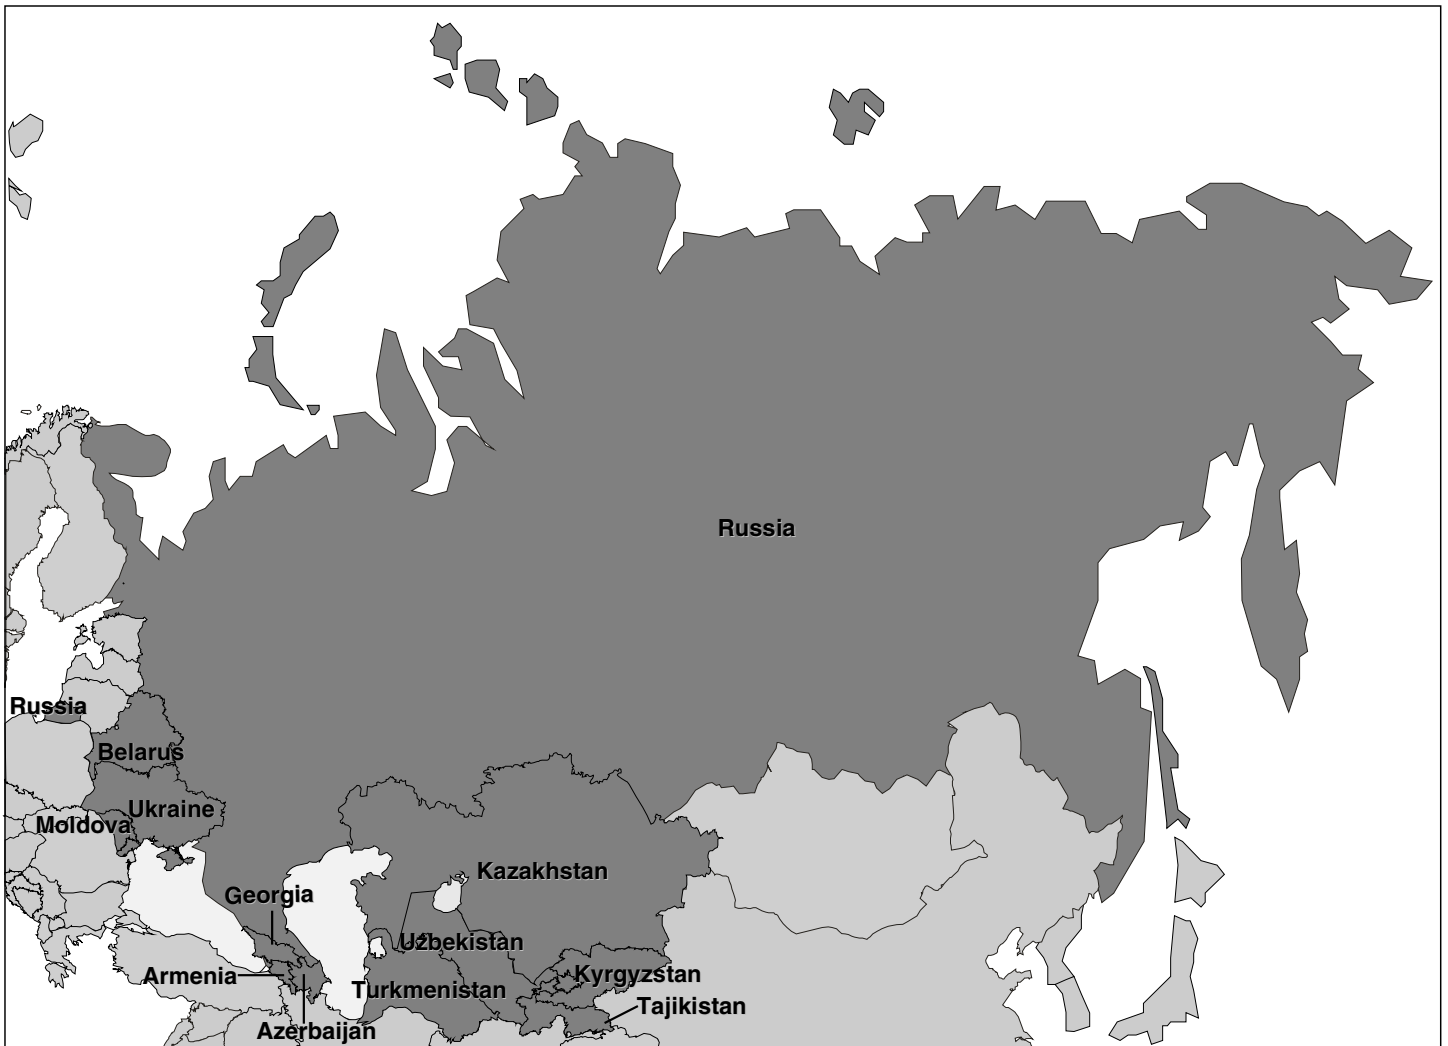 Russia
Russia
Belarus
Ukraine
Moldova
Kazakhstan
Georgia
Uzbekistan
Armenia
Kyrgyzstan
Turkmenistan
Tajikistan
Azerbaijan